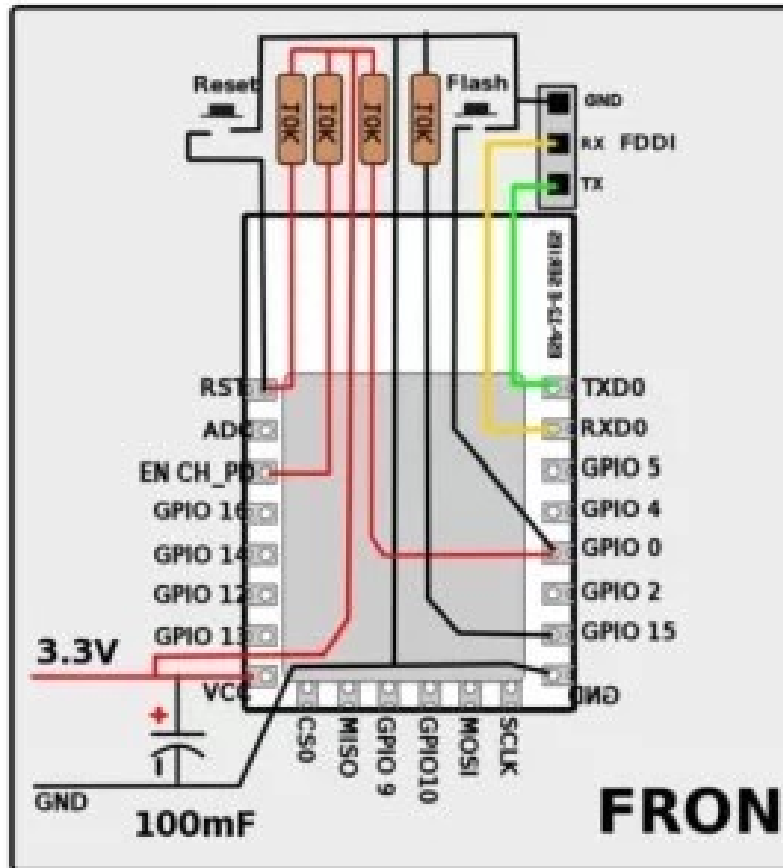 Reset
Flash
10K
10K
10K
10K
GND
RX FDDI
TX
RST
ADC
EN CH_PD
GPIO 16
GPIO 14
GPIO 12
GPIO 13
3.3V
VCC
GND
100mF
TXD0
RXD0
GPIO 5
GPIO 4
GPIO 0
GPIO 2
GPIO 15
GND
CS0
MISO
GPIO 9
GPIO10
MOSI
SCLK
FRON